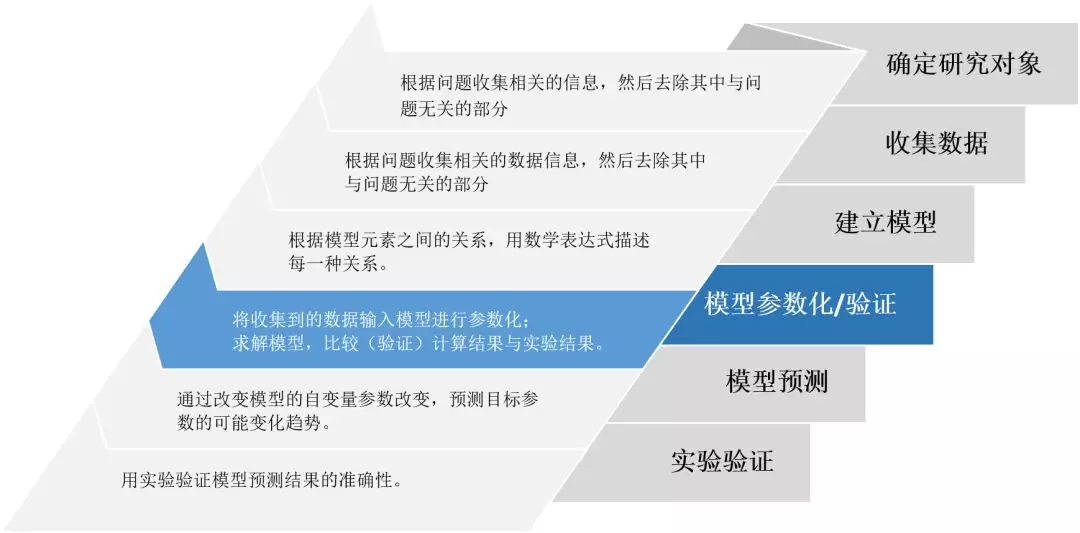 确定研究对象
根据问题收集相关的信息，然后去除其中与问
题无关的部分
收集数据
根据问题收集相关的数据信息，然后去除其中
与问题无关的部分
建立模型
根据模型元素之间的关系，用数学表达式描述
每一种关系。
模型参数化/验证
将收集到的数据输入模型进行参数化；
求解模型，比较（验证）计算结果与实验结果。
模型预测
通过改变模型的自变量参数改变，预测目标参
数的可能变化趋势。
实验验证
用实验验证模型预测结果的准确性。